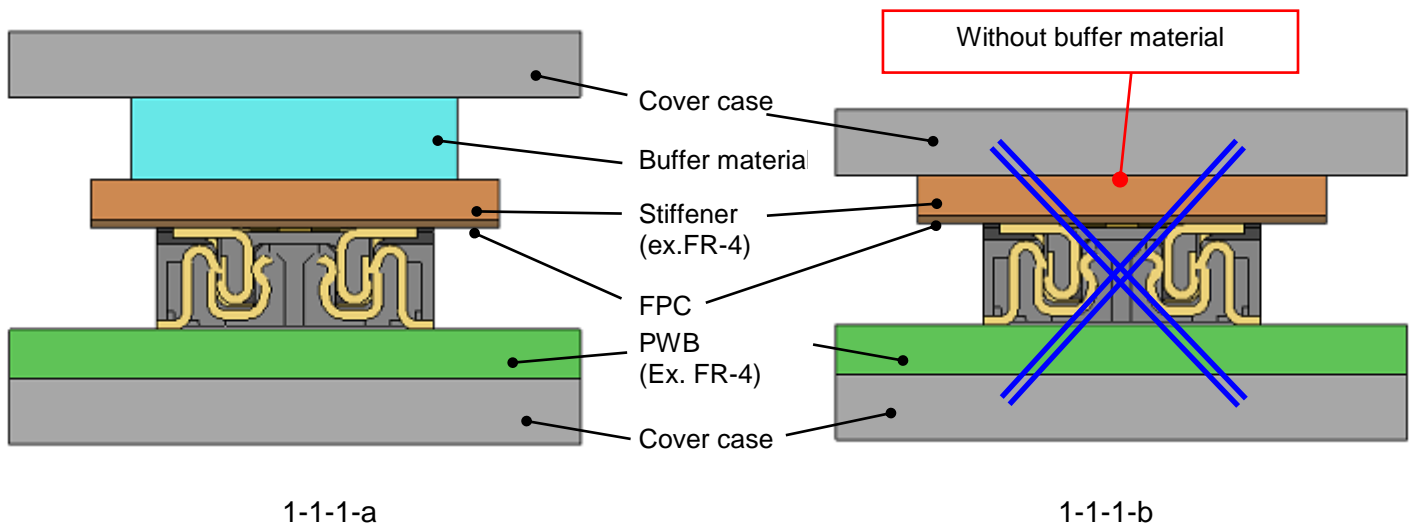 Without buffer material
Cover case
Buffer material
Stiffener
(ex.FR-4)
FPC
PWB
(Ex. FR-4)
Cover case
1-1-1-a
1-1-1-b